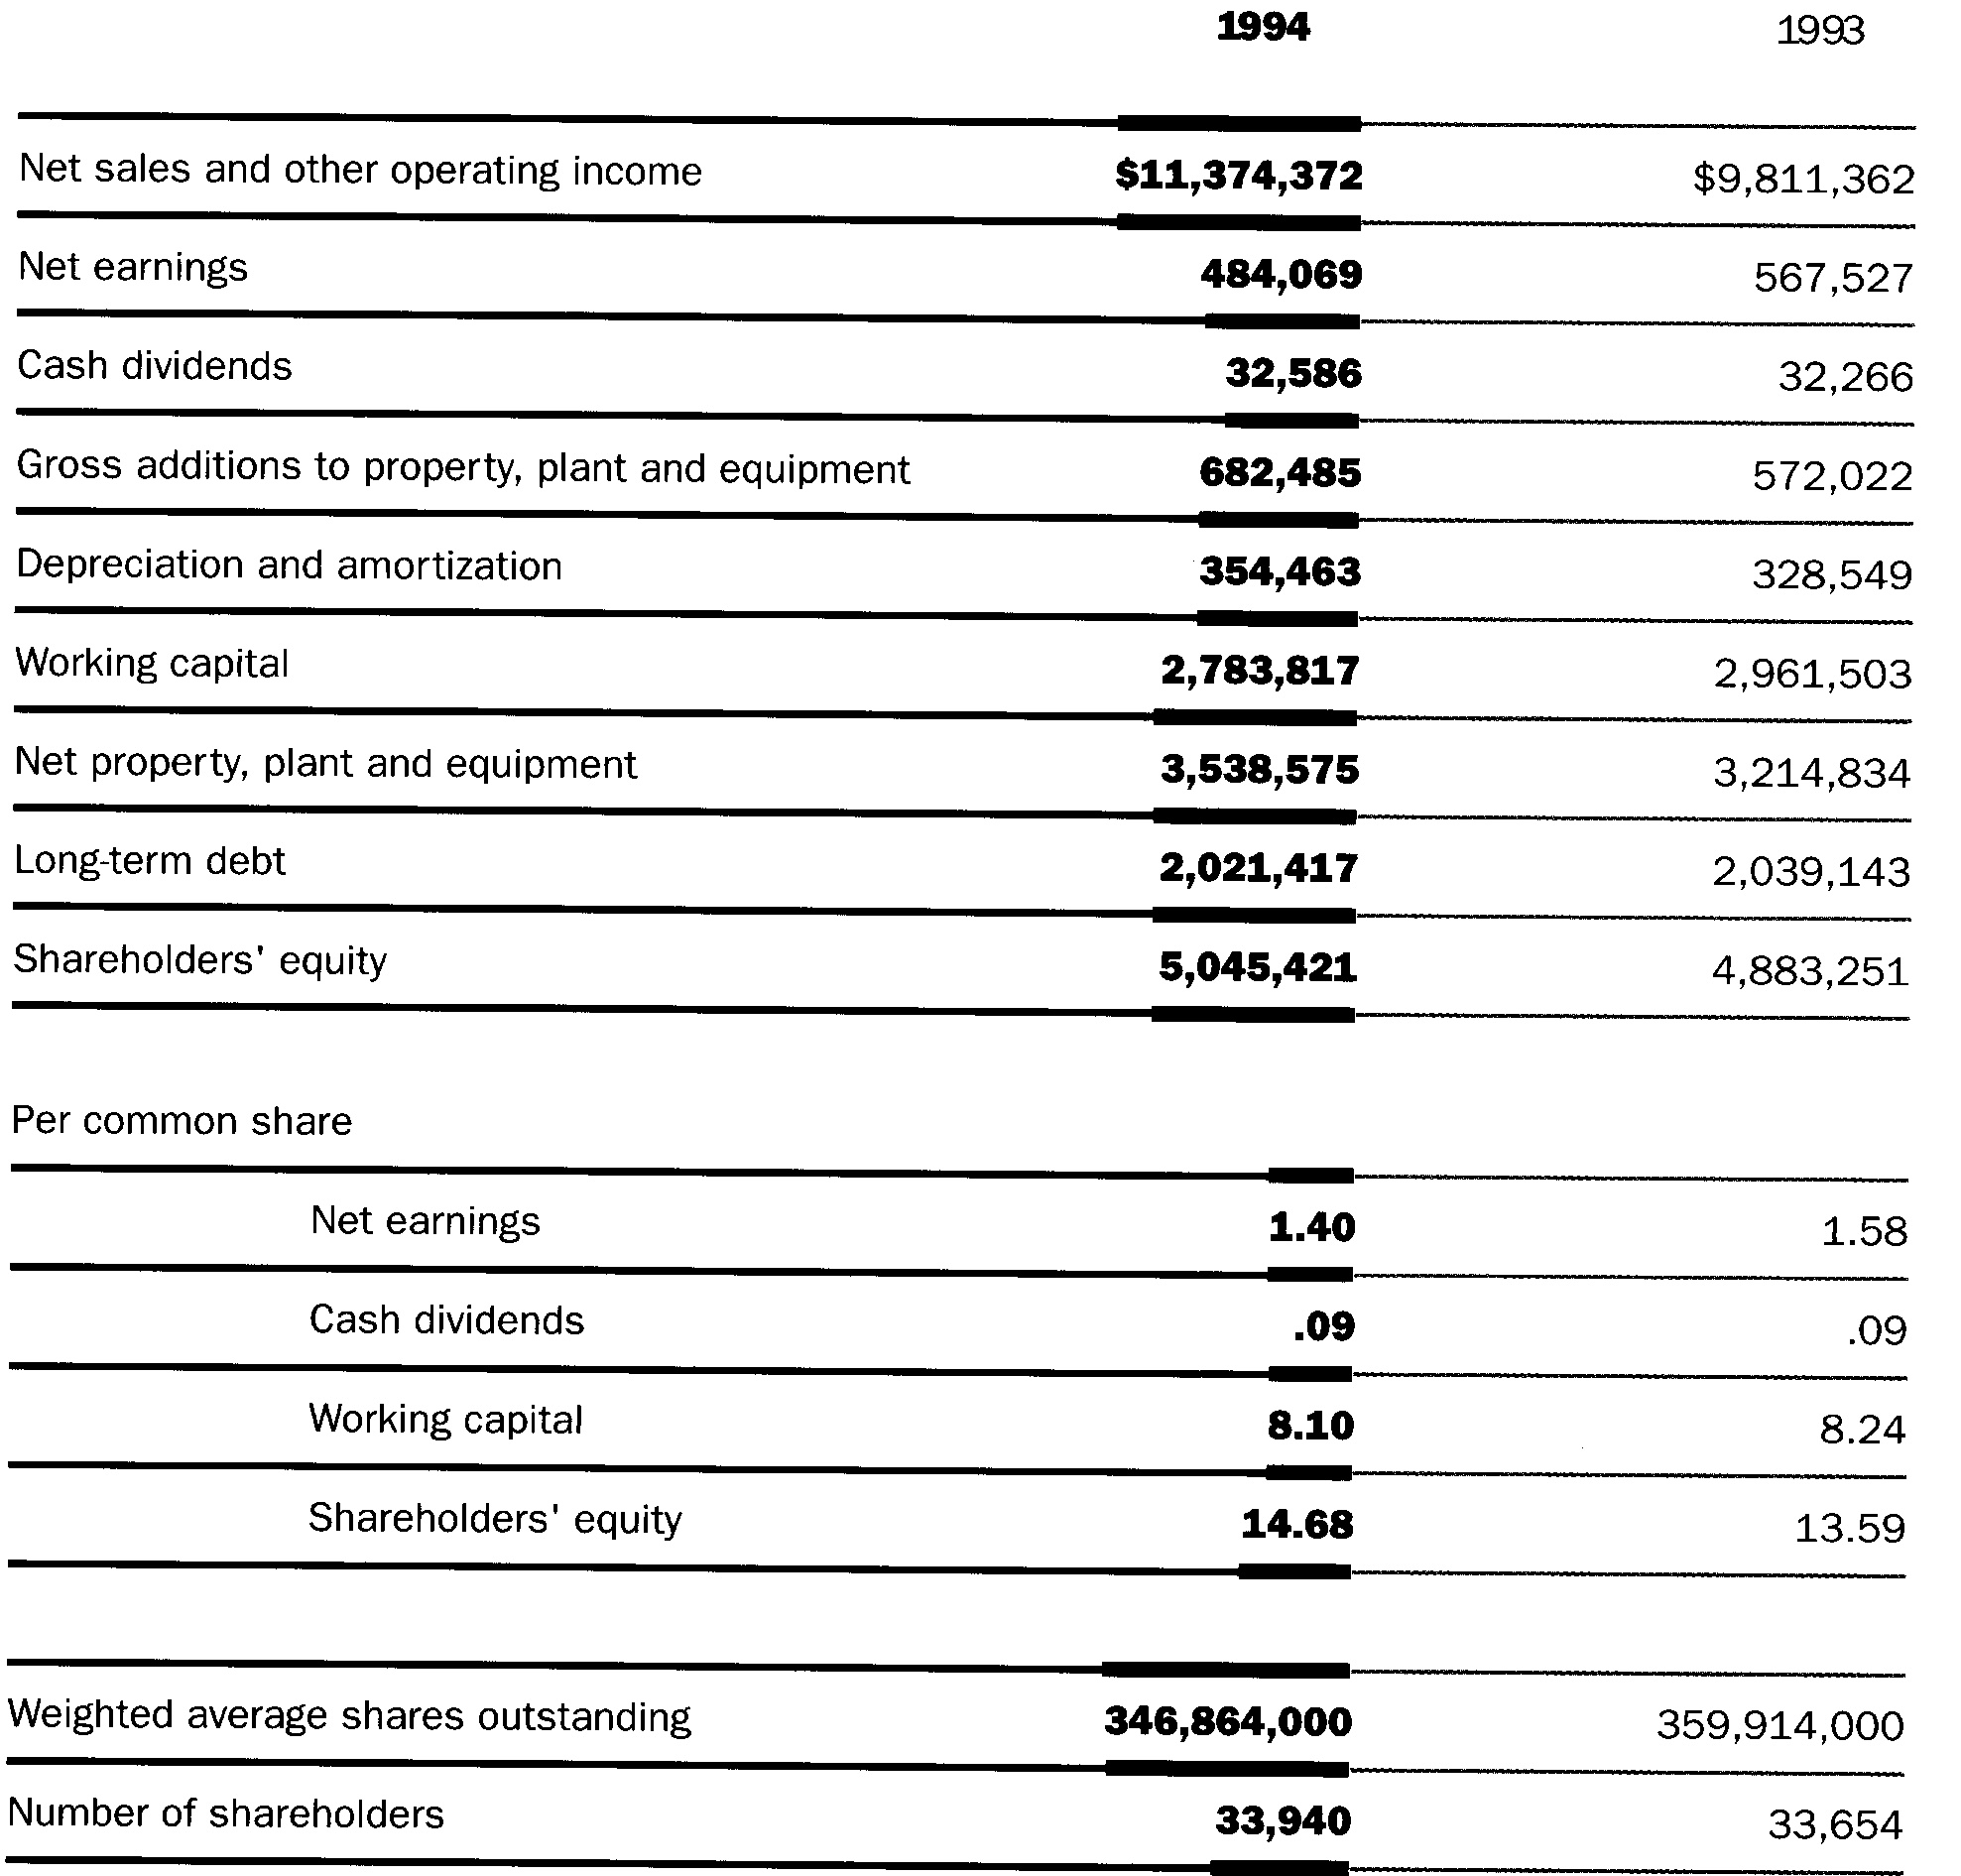 1994 1993
Net sales and other operating income $11,374,372 $9,811,362
Net earnings 484,069 567,527
Cash dividends 32,586 32,266
Gross additions to property, plant and equipment 682,485 572,022
Depreciation and amortization 354,463 328,549
Working capital 2,783,817 2,961,503
Net property, plant and equipment 3,538,575 3,214,834
Long-term debt 2,021,417 2,039,143
Shareholders' equity 5,045,421 4,883,251
Per common share
Net earnings 1.40 1.58
Cash dividends .09 .09
Working capital 8.10 8.24
Shareholders' equity 14.68 13.59
Weighted average shares outstanding 346,864,000 359,914,000
Number of shareholders 33,940 33,654